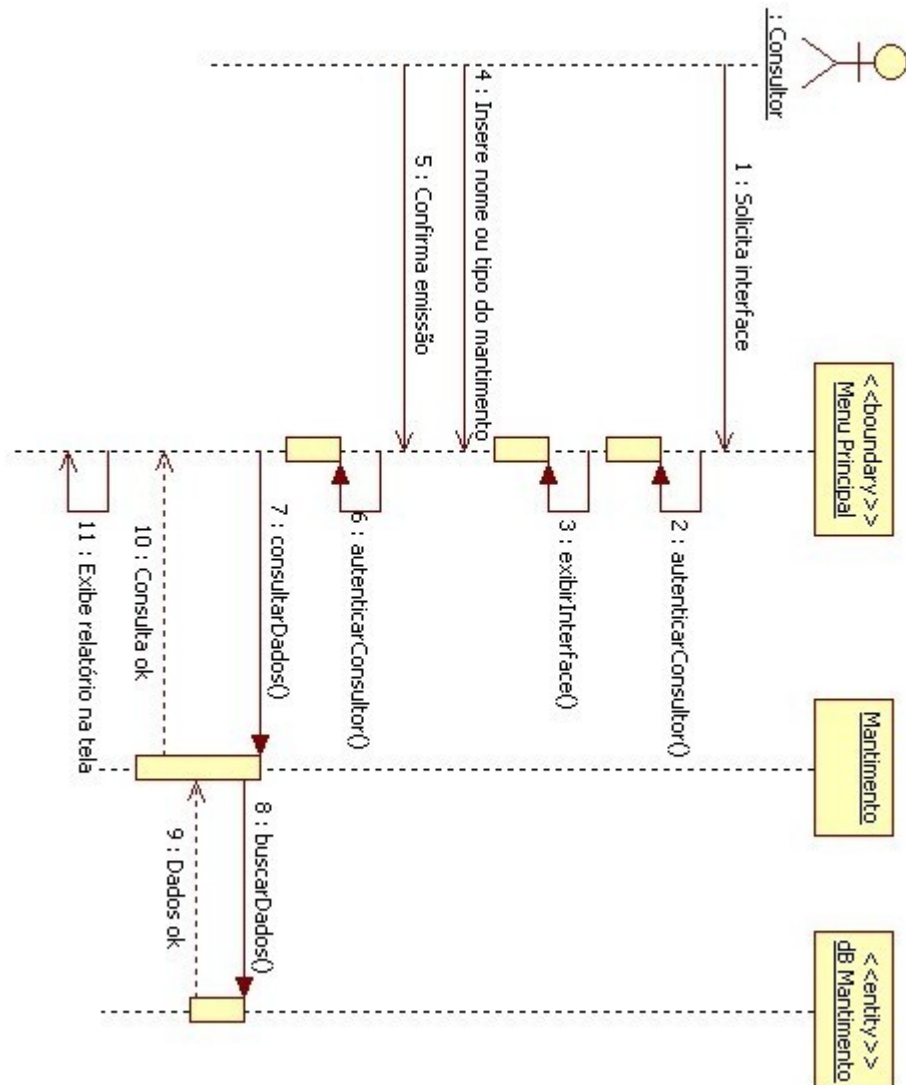 : Consultor
<<boundary>>
Menu Principal
Mantimento
<<entity>>
dB Mantimento
1 : Solicita interface
2 : autenticarConsultor()
3 : exibirInterface()
4 : Insere nome ou tipo do mantimento
5 : Confirma emissão
6 : autenticarConsultor()
7 : consultarDados()
8 : buscarDados()
9 : Dados ok
10 : Consulta ok
11 : Exibe relatório na tela